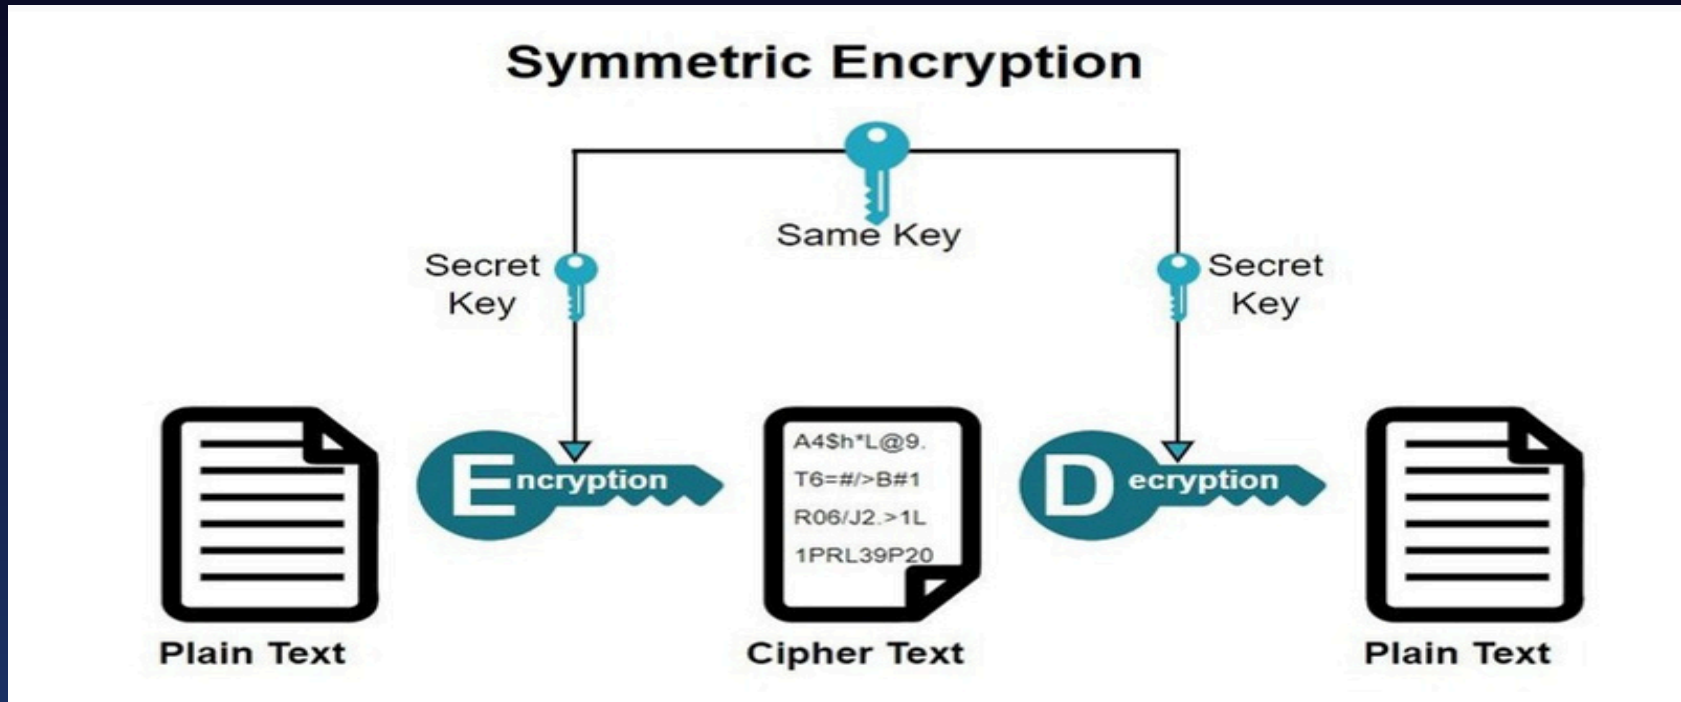 Symmetric Encryption
Same Key
Secret
Key
Secret
Key
Encryption
A4$h*L@9.
T6=#/>B#1
R06/J2.>1L
1PRL39P20
Decryption
Plain Text
Cipher Text
Plain Text